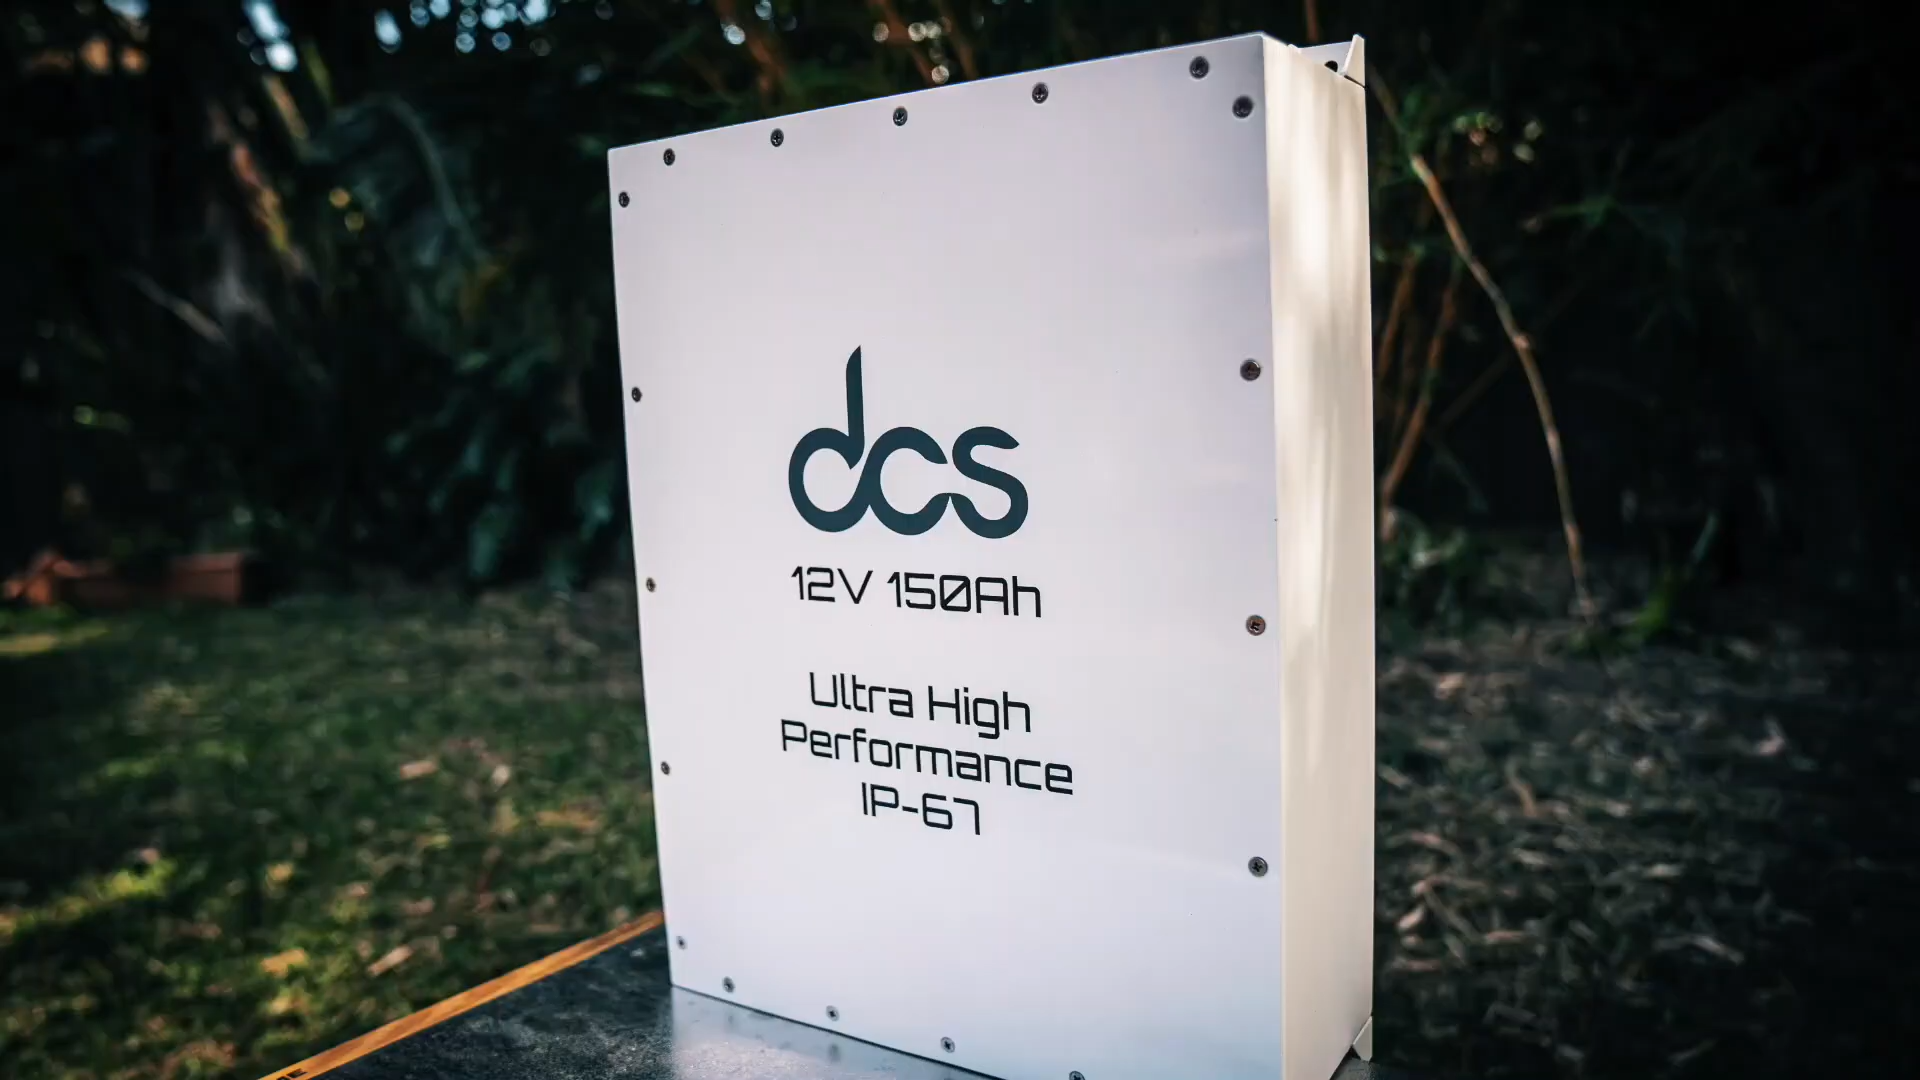 dcs
12V 150Ah
Ultra High
Performance
IP-67